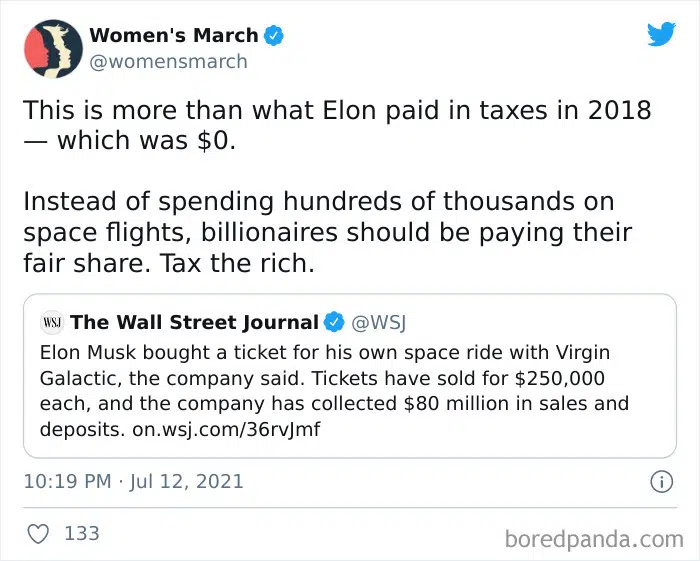 Women's March
@womensmarch
This is more than what Elon paid in taxes in 2018
— which was $0.
Instead of spending hundreds of thousands on
space flights, billionaires should be paying their
fair share. Tax the rich.
WSJ The Wall Street Journal @WSJ
Elon Musk bought a ticket for his own space ride with Virgin
Galactic, the company said. Tickets have sold for $250,000
each, and the company has collected $80 million in sales and
deposits. on.wsj.com/36rvJmf
10:19 PM · Jul 12, 2021
133
boredpanda.com